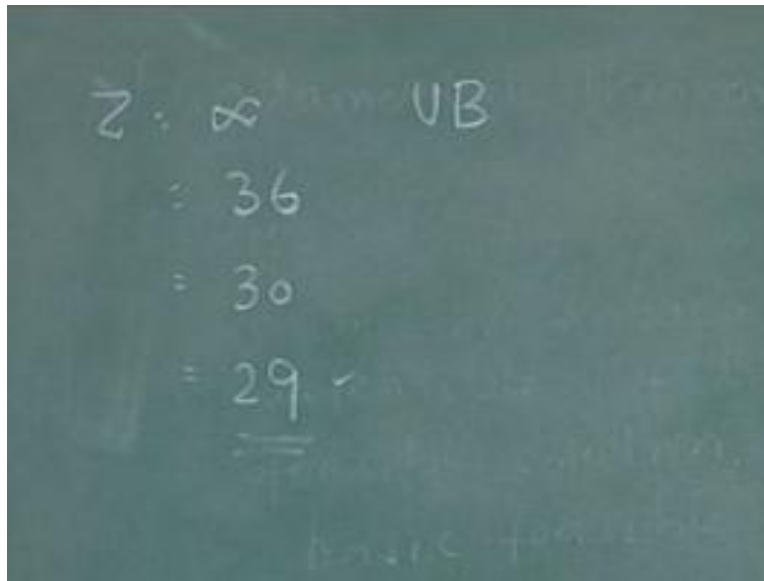 Z = ∞ UB
= 36
= 30
= 29